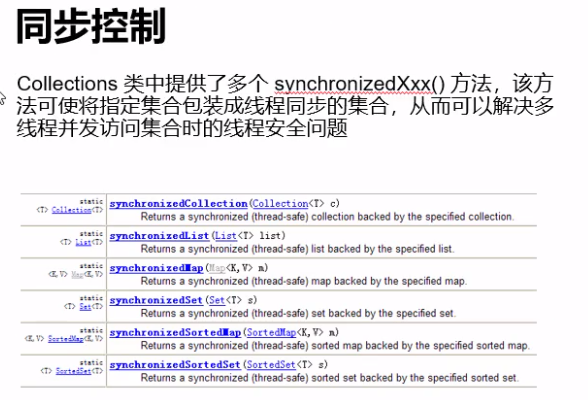 同步控制
Collections 类中提供了多个 synchronizedXxx() 方法，该方
法可使将指定集合包装成线程同步的集合，从而可以解决多
线程并发访问集合时的线程安全问题
static
<T> Collection<T>
synchronizedCollection(Collection<T> c)
Returns a synchronized (thread-safe) collection backed by the specified collection.
static
<T> List<T>
synchronizedList(List<T> list)
Returns a synchronized (thread-safe) list backed by the specified list.
static
<K,V> Map<K,V>
synchronizedMap(Map<K,V> m)
Returns a synchronized (thread-safe) map backed by the specified map.
static
<T> Set<T>
synchronizedSet(Set<T> s)
Returns a synchronized (thread-safe) set backed by the specified set.
static
<K,V> SortedMap<K,V>
synchronizedSortedMap(SortedMap<K,V> m)
Returns a synchronized (thread-safe) sorted map backed by the specified sorted map.
static
<T> SortedSet<T>
synchronizedSortedSet(SortedSet<T> s)
Returns a synchronized (thread-safe) sorted set backed by the specified sorted set.